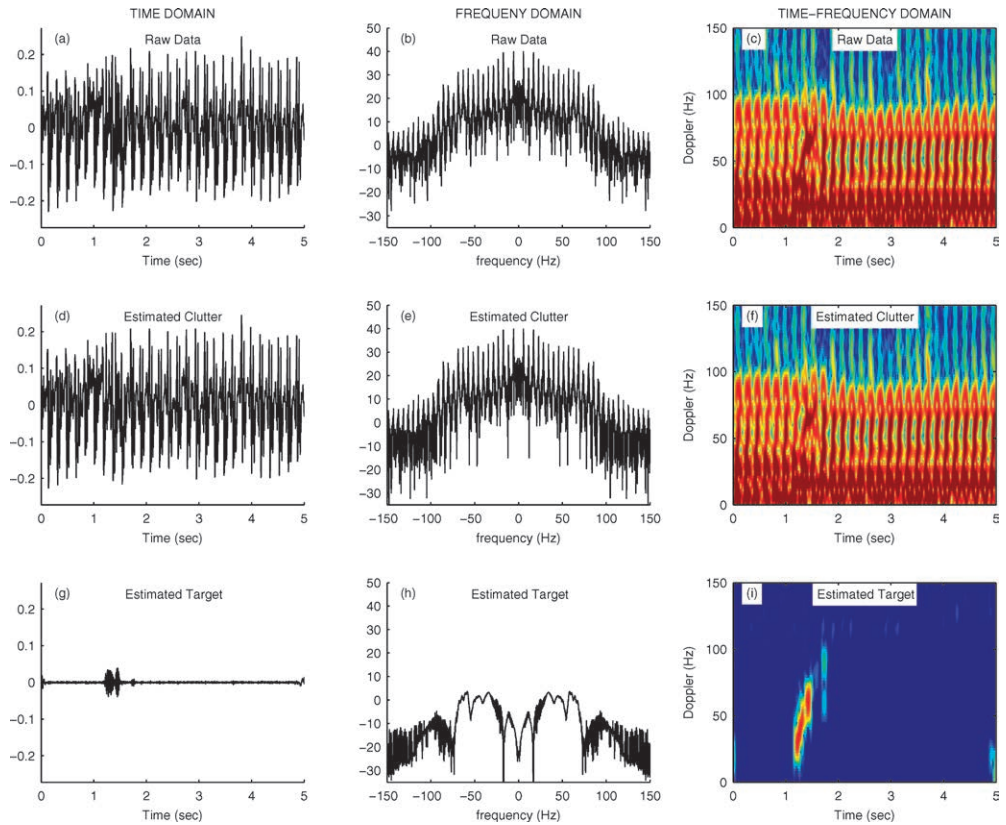 TIME DOMAIN FREQUENY DOMAIN TIME−FREQUENCY DOMAIN
(a) Raw Data
0.2
0.1
0
-0.1
-0.2
0 1 2 3 4 5
Time (sec)
(b) Raw Data
50
40
30
20
10
0
-10
-20
-30
−150 −100 −50 0 50 100 150
frequency (Hz)
(c) Raw Data
Doppler (Hz)
150
100
50
0
0 1 2 3 4 5
Time (sec)
(d) Estimated Clutter
0.2
0.1
0
-0.1
-0.2
0 1 2 3 4 5
Time (sec)
(e) Estimated Clutter
50
40
30
20
10
0
-10
-20
-30
−150 −100 −50 0 50 100 150
frequency (Hz)
(f) Estimated Clutter
Doppler (Hz)
150
100
50
0
0 1 2 3 4 5
Time (sec)
(g) Estimated Target
0.2
0.1
0
-0.1
-0.2
0 1 2 3 4 5
Time (sec)
(h) Estimated Target
50
40
50
20
10
0
-10
-20
-30
−150 −100 −50 0 50 100 150
frequency (Hz)
(i) Estimated Target
Doppler (Hz)
150
100
50
0
0 1 2 3 4 5
Time (sec)